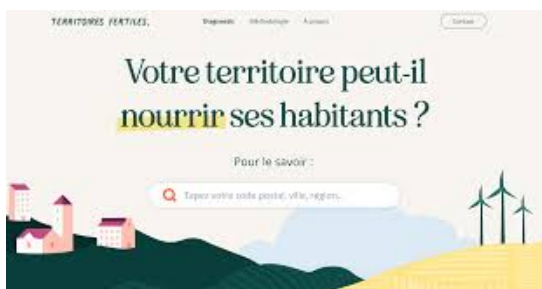 TERRITOIRES FERTILES. Diagnostic Méthodologie À propos Contact
Votre territoire peut-il
nourrir ses habitants ?
Pour le savoir :
Tapez votre code postal, ville, région..